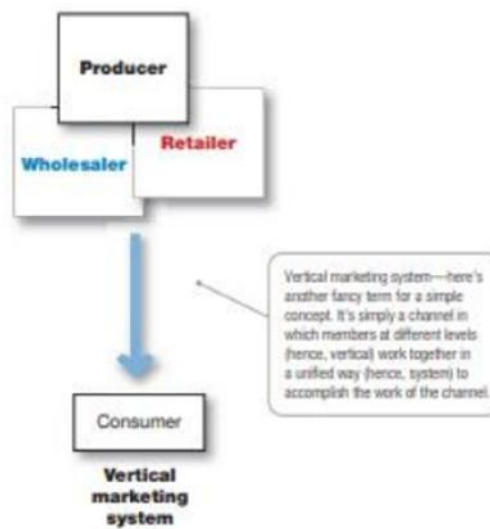 Producer
Retailer
Wholesaler
Vertical marketing system—here's
another fancy term for a simple
concept. It's simply a channel in
which members at different levels
(hence, vertical) work together in
a unified way (hence, system) to
accomplish the work of the channel.
Consumer
Vertical
marketing
system